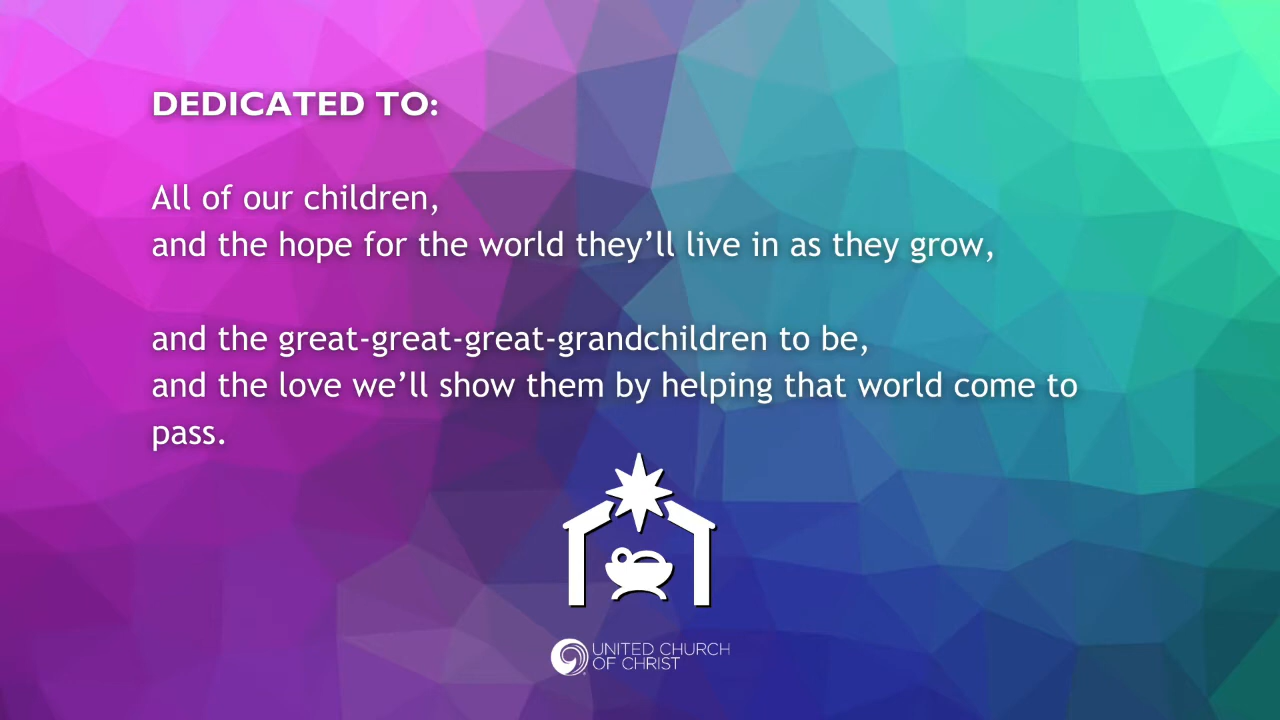 DEDICATED TO:
All of our children,
and the hope for the world they’ll live in as they grow,
and the great-great-great-grandchildren to be,
and the love we’ll show them by helping that world come to
pass.
UNITED CHURCH
OF CHRIST